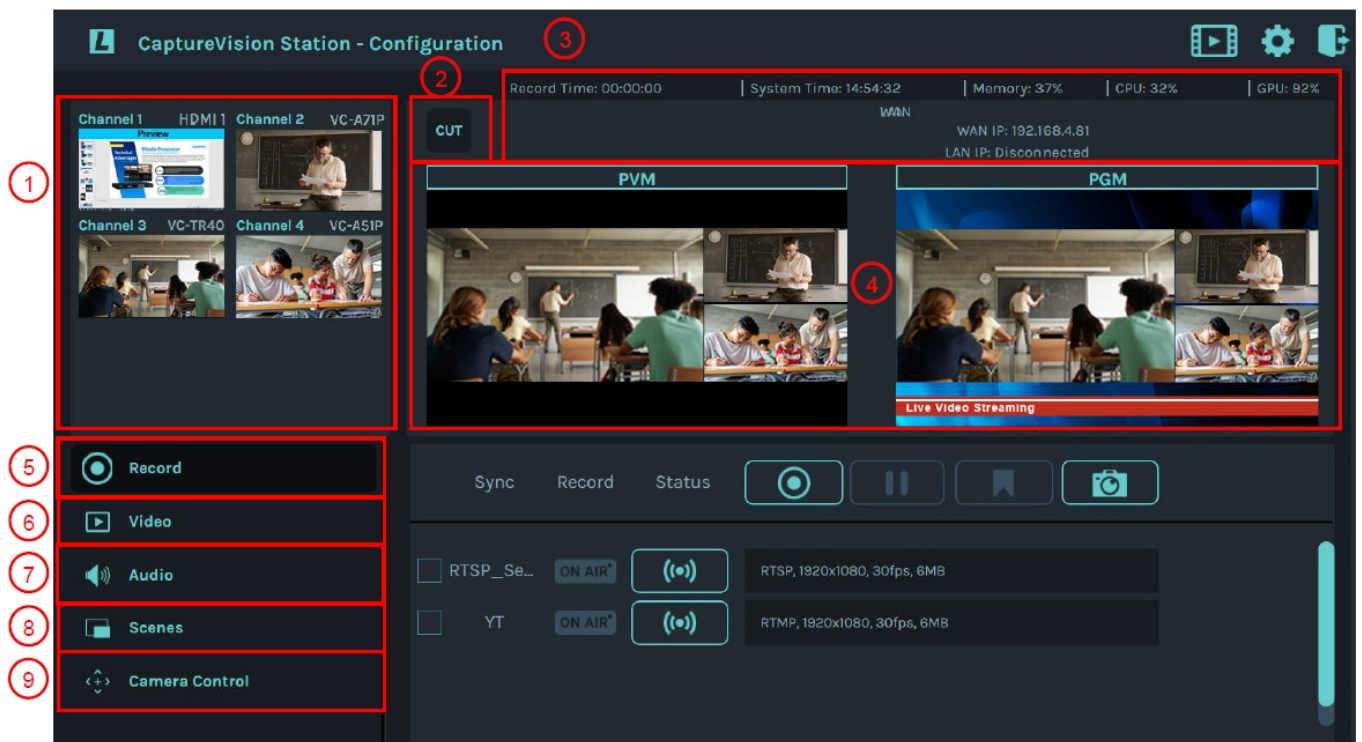 L CaptureVision Station - Configuration
3
2
Record Time: 00:00:00 | System Time: 14:54:32 | Memory: 37% | CPU: 32% | GPU: 92%
Channel 1 HDMI 1 Channel 2 VC-A71P
Preview
CUT
WAN
WAN IP: 192.168.4.81
LAN IP: Disconnected
1
PVM PGM
Channel 3 VC-TR40 Channel 4 VC-A51P
4
Live Video Streaming
5 Record
Sync Record Status
6 Video
7 Audio
RTSP_Se... ON AIR RTSP, 1920x1080, 30fps, 6MB
8 Scenes
YT ON AIR RTMP, 1920x1080, 30fps, 6MB
9 Camera Control